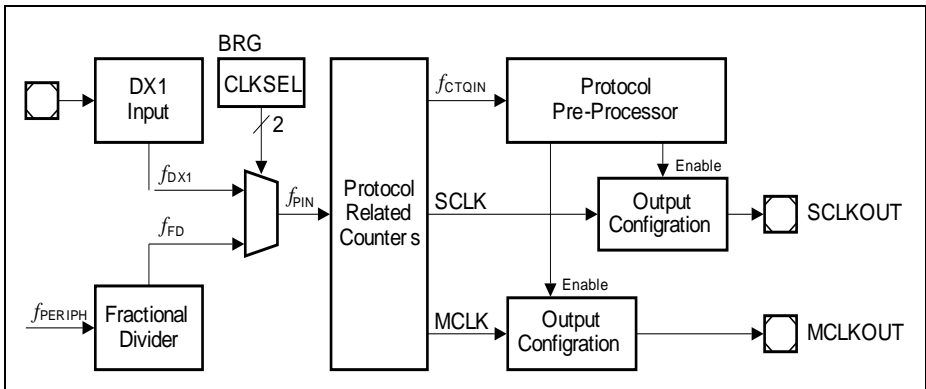 BRG
CLKSEL
2
DX1
Input
fDX1
fFD
fPERIPH
Fractional
Divider
fPIN
Protocol
Related
Counters
fCTQIN
Protocol
Pre-Processor
Enable
SCLK
Output
Configration
SCLKOUT
Enable
MCLK
Output
Configration
MCLKOUT